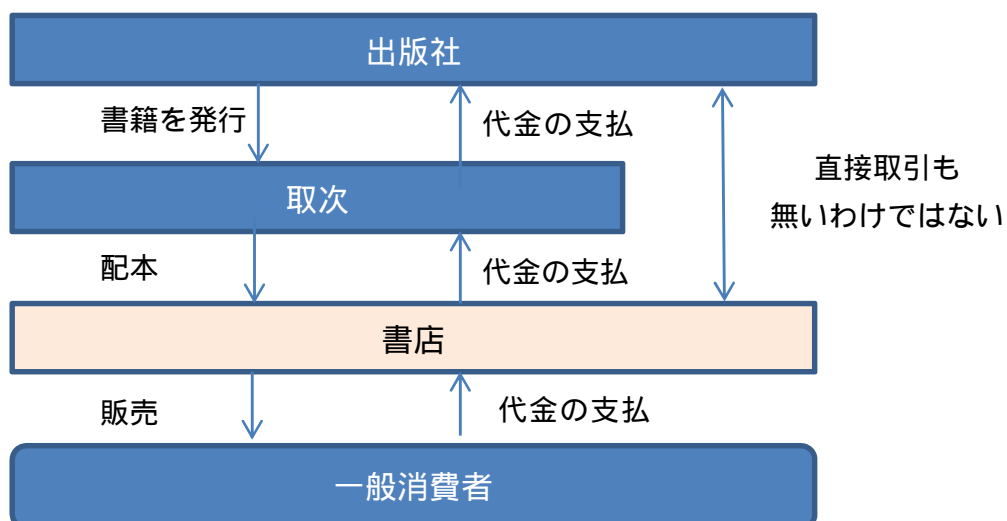 出版社
書籍を発行
代金の支払
取次
直接取引も
無いわけではない
配本
代金の支払
書店
販売
代金の支払
一般消費者